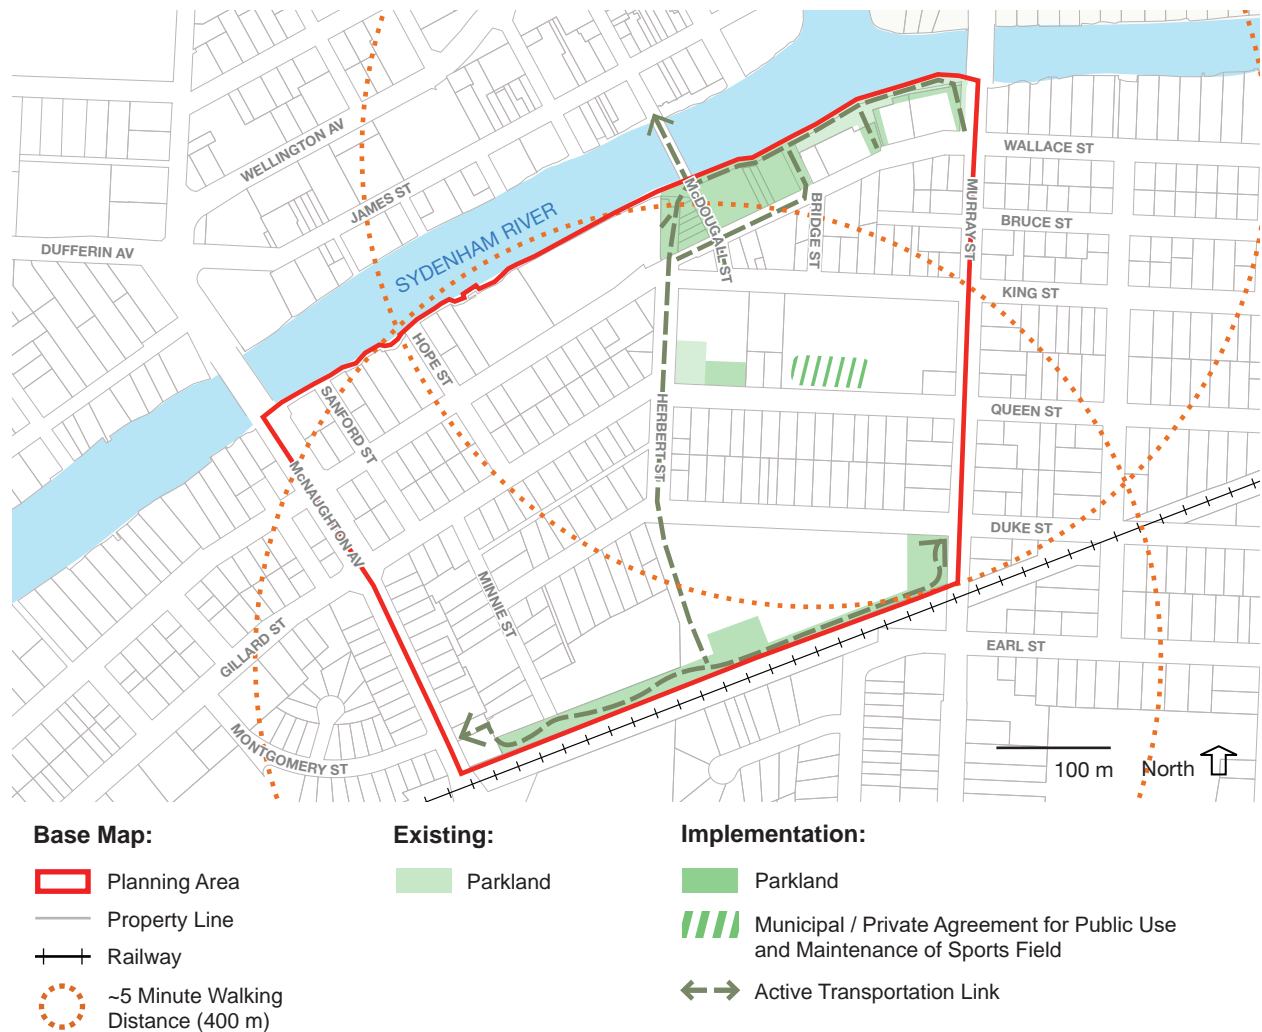 WELLINGTON AV
JAMES ST
DUFFERIN AV
SYDENHAM RIVER
WALLACE ST
McDOUGALL ST
BRIDGE ST
MURRAY ST
BRUCE ST
KING ST
HOPE ST
SANFORD ST
HERBERT ST
QUEEN ST
McNAUGHTON AV
DUKE ST
MINNIE ST
GILLARD ST
EARL ST
MONTGOMERY ST
100 m
North
Base Map:
Planning Area
Property Line
Railway
~5 Minute Walking
Distance (400 m)
Existing:
Parkland
Implementation:
Parkland
Municipal / Private Agreement for Public Use
and Maintenance of Sports Field
Active Transportation Link